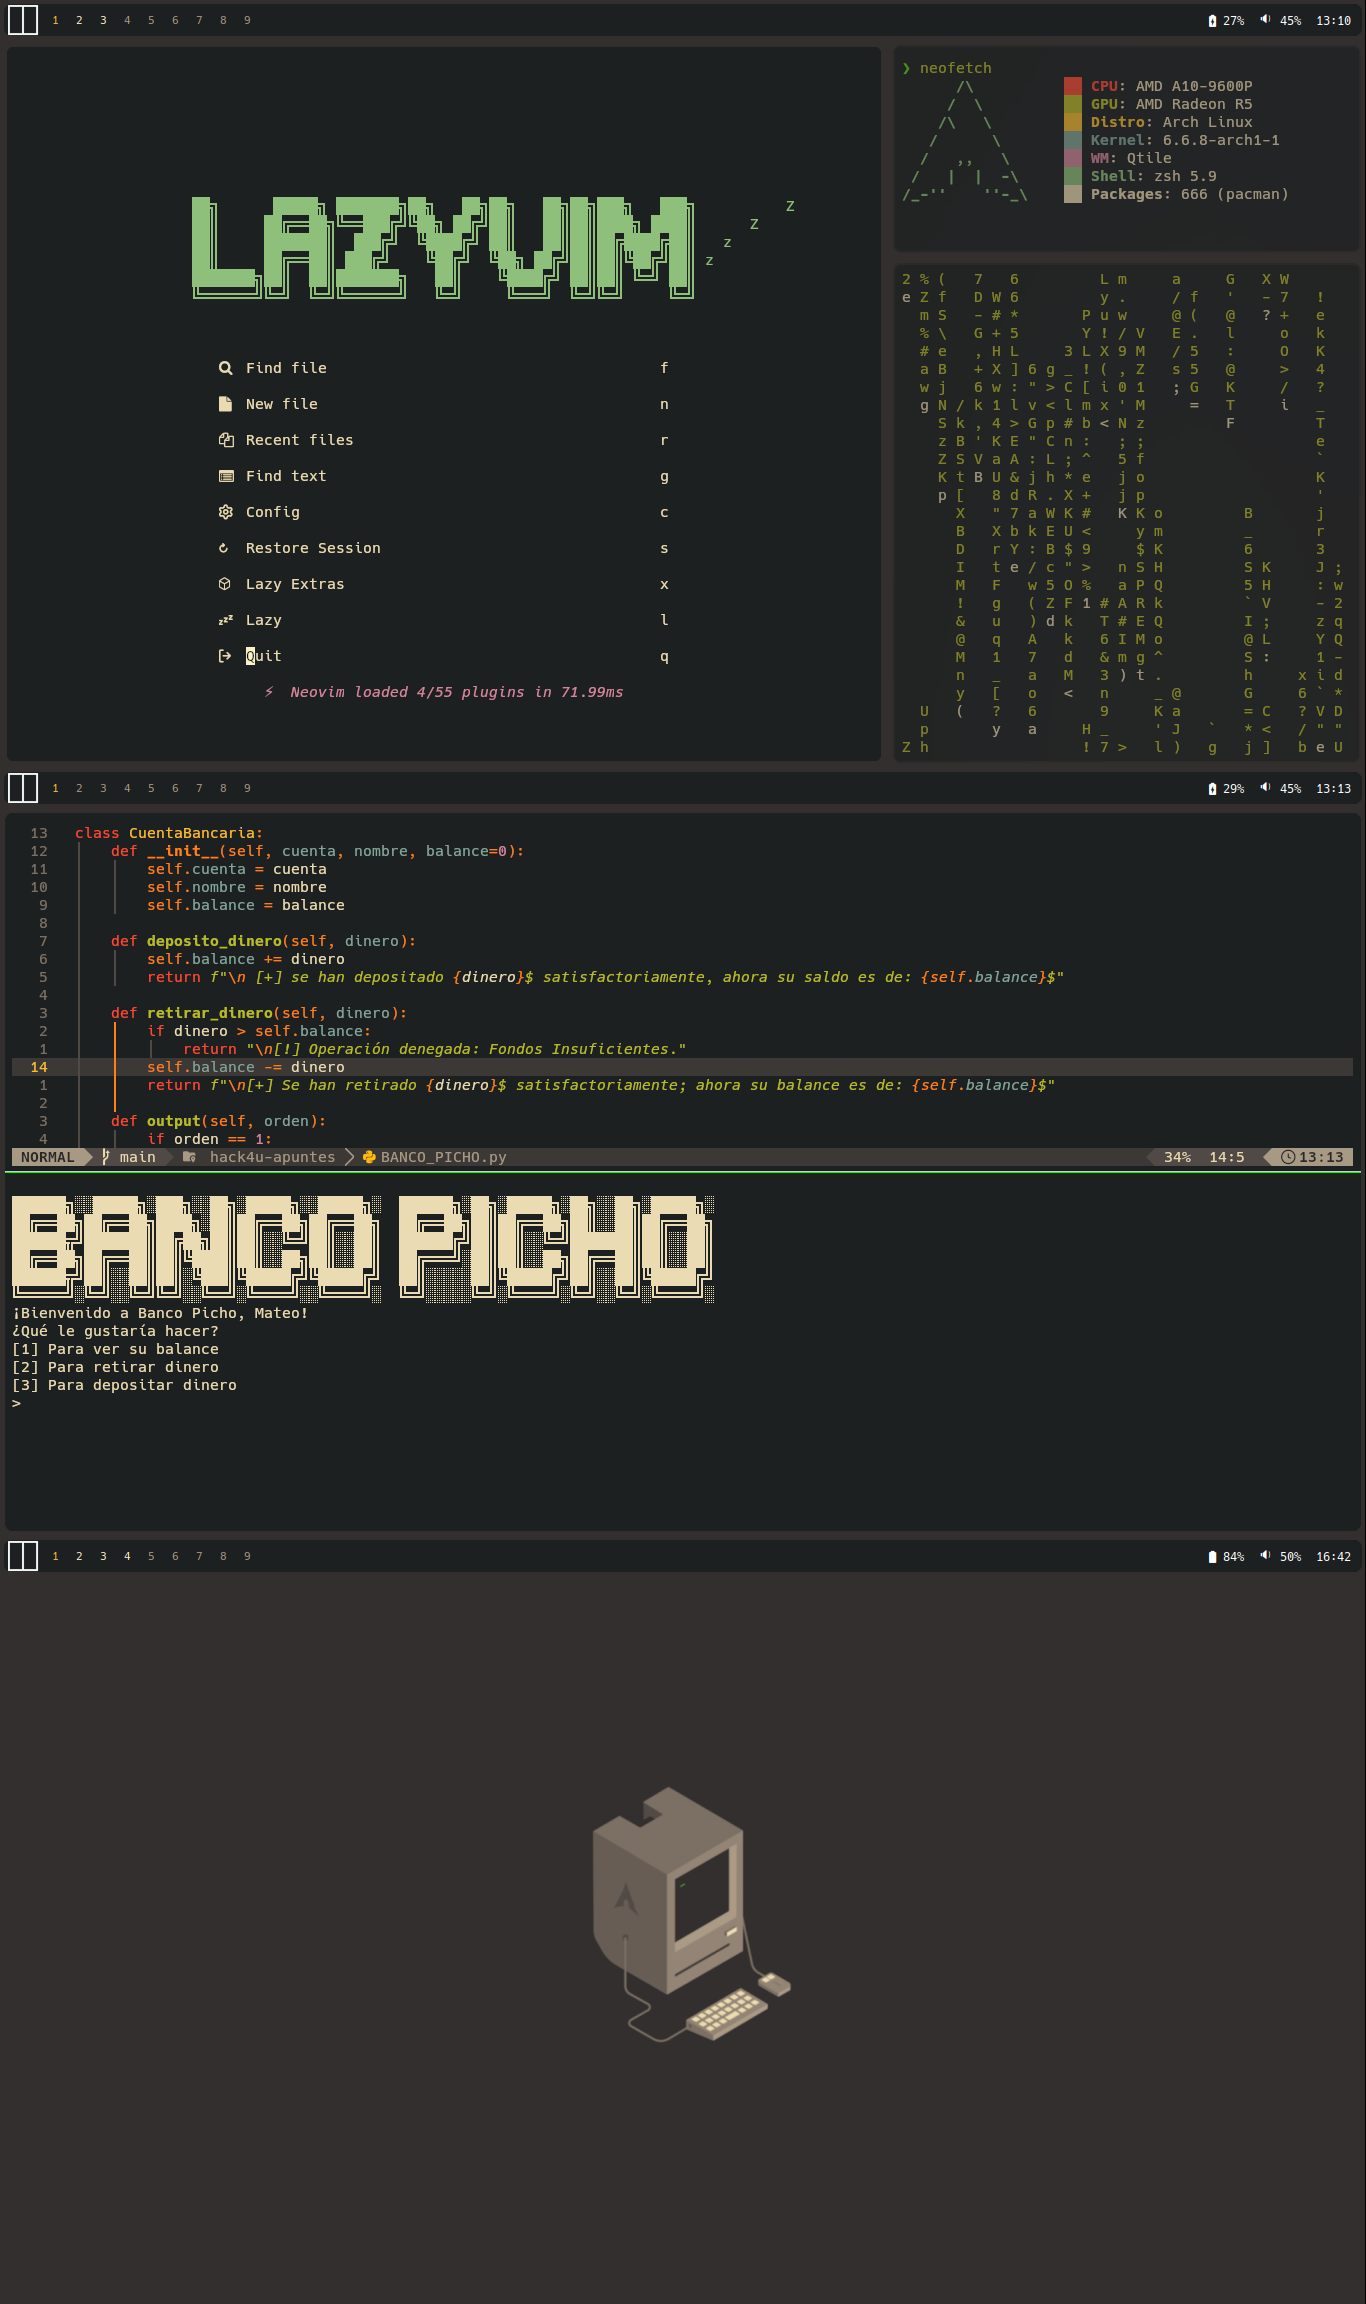 1 2 3 4 5 6 7 8 9 27% 45% 13:10
LAZYVIM Z
Z
z
z
Find file f
New file n
Recent files r
Find text g
Config c
Restore Session s
Lazy Extras x
Lazy l
Quit q
⚡ Neovim loaded 4/55 plugins in 71.99ms
❯ neofetch
CPU: AMD A10-9600P
GPU: AMD Radeon R5
Distro: Arch Linux
Kernel: 6.6.8-arch1-1
WM: Qtile
Shell: zsh 5.9
Packages: 666 (pacman)
1 2 3 4 5 6 7 8 9 29% 45% 13:13
13 class CuentaBancaria:
12 def __init__(self, cuenta, nombre, balance=0):
11 self.cuenta = cuenta
10 self.nombre = nombre
9 self.balance = balance
8
7 def deposito_dinero(self, dinero):
6 self.balance += dinero
5 return f"\n [+] se han depositado {dinero}$ satisfactoriamente, ahora su saldo es de: {self.balance}$"
4
3 def retirar_dinero(self, dinero):
2 if dinero > self.balance:
1 return "\n[!] Operación denegada: Fondos Insuficientes."
14 self.balance -= dinero
1 return f"\n[+] Se han retirado {dinero}$ satisfactoriamente; ahora su balance es de: {self.balance}$"
2
3 def output(self, orden):
4 if orden == 1:
NORMAL main hack4u-apuntes BANCO_PICHO.py 34% 14:5 13:13
BANCO PICHO
¡Bienvenido a Banco Picho, Mateo!
¿Qué le gustaría hacer?
[1] Para ver su balance
[2] Para retirar dinero
[3] Para depositar dinero
>
1 2 3 4 5 6 7 8 9 84% 50% 16:42